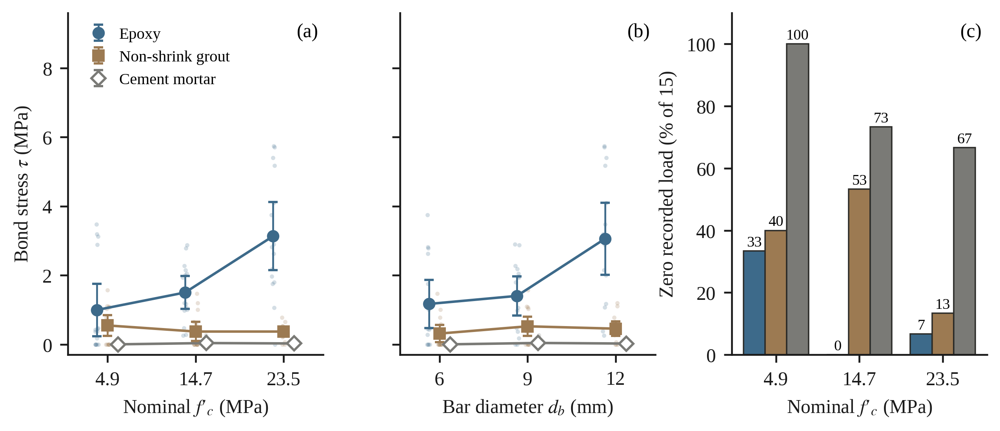 (a)
Epoxy
Non-shrink grout
Cement mortar
Bond stress τ (MPa)
8
6
4
2
0
4.9 14.7 23.5
Nominal f′c (MPa)
(b)
6 9 12
Bar diameter db (mm)
(c)
Zero recorded load (% of 15)
100
80
60
40
20
0
33 40 100
0 53 73
7 13 67
4.9 14.7 23.5
Nominal f′c (MPa)